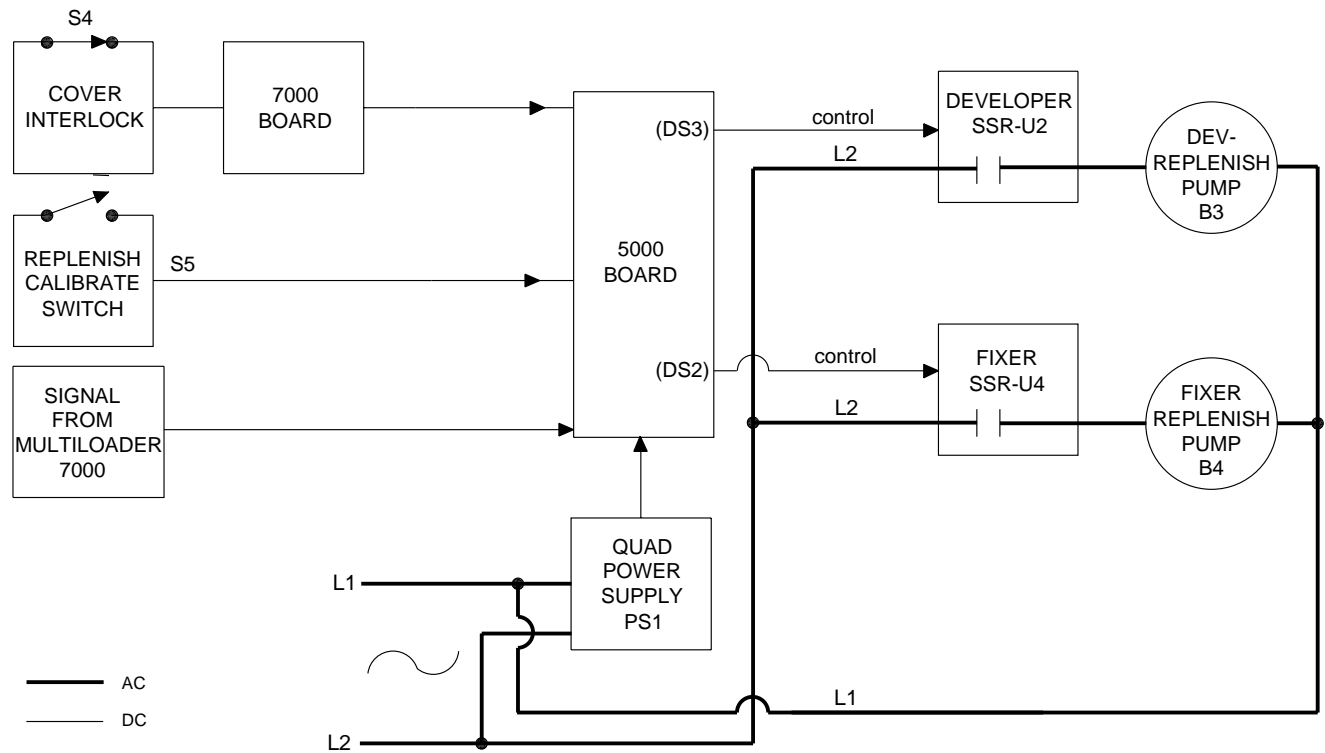 S4
COVER
INTERLOCK
7000
BOARD
REPLENISH
CALIBRATE
SWITCH
S5
SIGNAL
FROM
MULTILOADER
7000
5000
BOARD
(DS3)
(DS2)
control
DEVELOPER
SSR-U2
L2
DEV-
REPLENISH
PUMP
B3
control
FIXER
SSR-U4
L2
FIXER
REPLENISH
PUMP
B4
QUAD
POWER
SUPPLY
PS1
L1
L1
L2
AC
DC